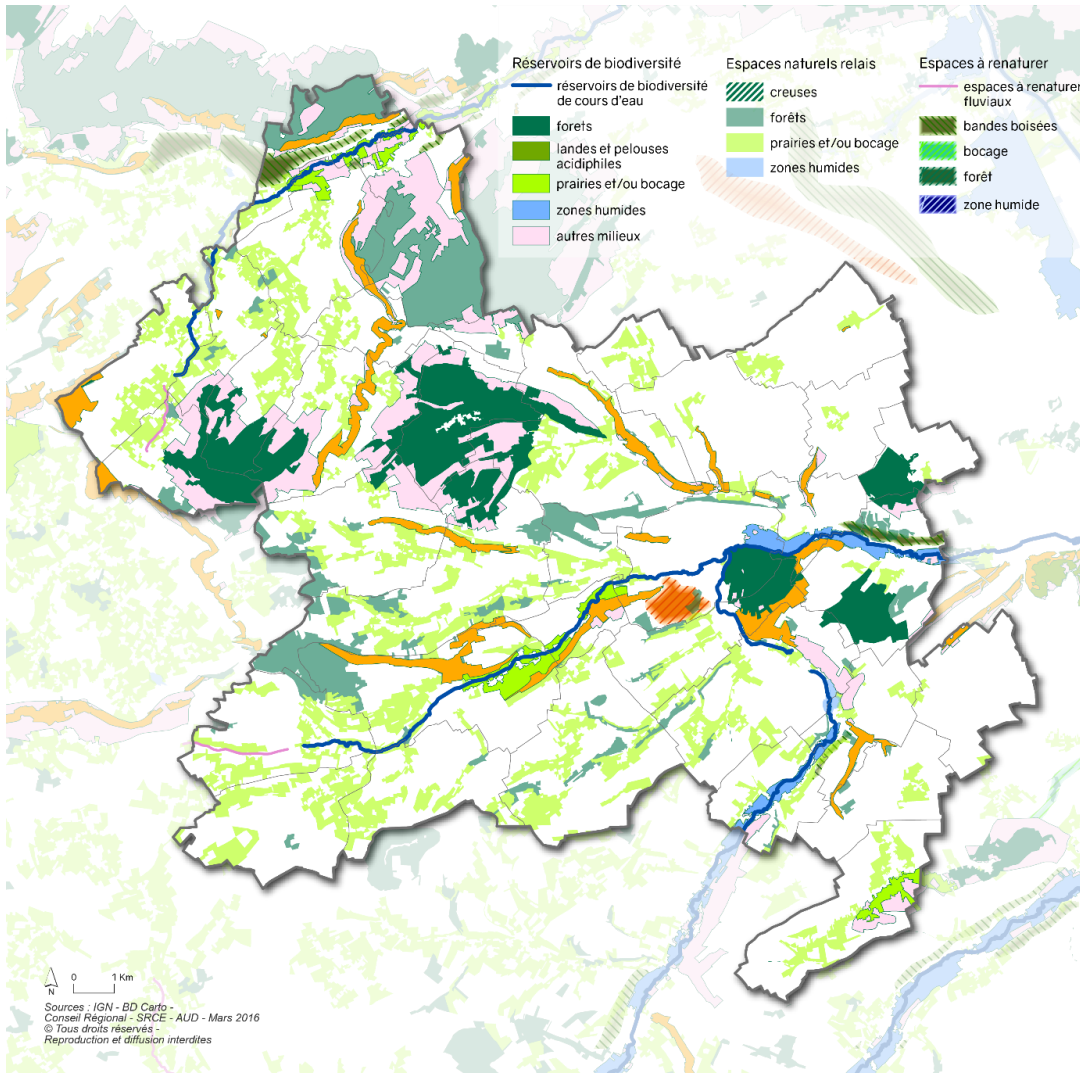 Réservoirs de biodiversité
réservoirs de biodiversité
de cours d'eau
forets
landes et pelouses
acidiphiles
prairies et/ou bocage
zones humides
autres milieux
Espaces naturels relais
creuses
forêts
prairies et/ou bocage
zones humides
Espaces à renaturer
espaces à renaturer
fluviaux
bandes boisées
bocage
forêt
zone humide
N
0 1 Km
Sources : IGN - BD Carto -
Conseil Régional - SRCE - AUD - Mars 2016
© Tous droits réservés -
Reproduction et diffusion interdites